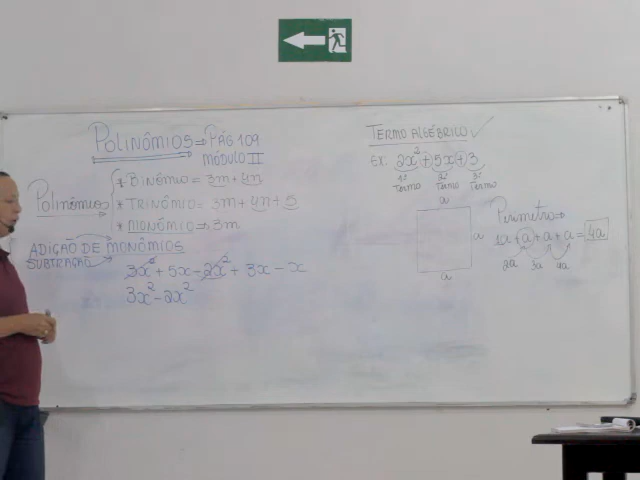 POLINÔMIOS ⇒ PÁG 109
MÓDULO II
Polinômios
* BINÔMIO = 3m + 4n
* TRINÔMIO = 3m + 4n + 5
* MONÔMIO ⇒ 3m
ADIÇÃO DE MONÔMIOS
SUBTRAÇÃO
3x² + 5x - 2x² + 3x - x
3x² - 2x²
TERMO ALGÉBRICO ✓
Ex: 2x² + 5x + 3
1º 2º 3º
Termo Termo Termo
a
a
a
Perímetro ⇒
1a + a + a + a = 4a
2a 3a 4a